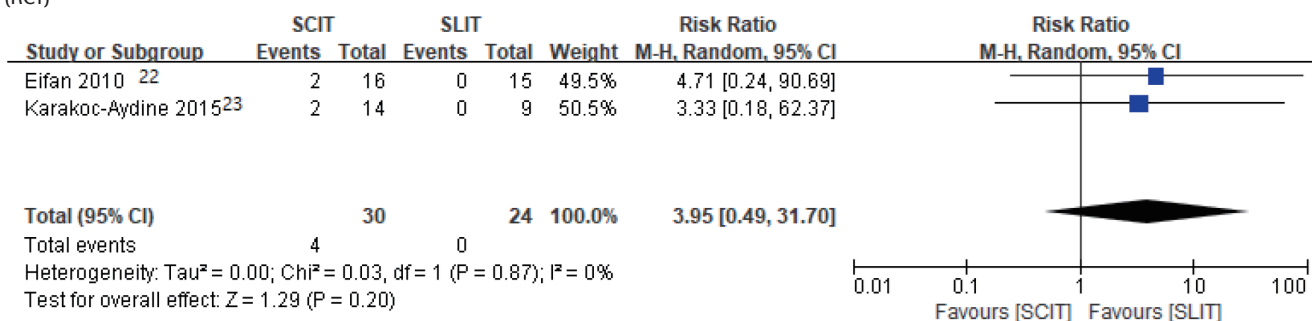 SCIT SLIT Risk Ratio Risk Ratio
Study or Subgroup Events Total Events Total Weight M-H, Random, 95% CI M-H, Random, 95% CI
Eifan 2010 22 2 16 0 15 49.5% 4.71 [0.24, 90.69]
Karakoc-Aydine 2015 23 2 14 0 9 50.5% 3.33 [0.18, 62.37]
Total (95% CI) 30 24 100.0% 3.95 [0.49, 31.70]
Total events 4 0
Heterogeneity: Tau² = 0.00; Chi² = 0.03, df = 1 (P = 0.87); I² = 0%
Test for overall effect: Z = 1.29 (P = 0.20)
0.01 0.1 1 10 100
Favours [SCIT] Favours [SLIT]